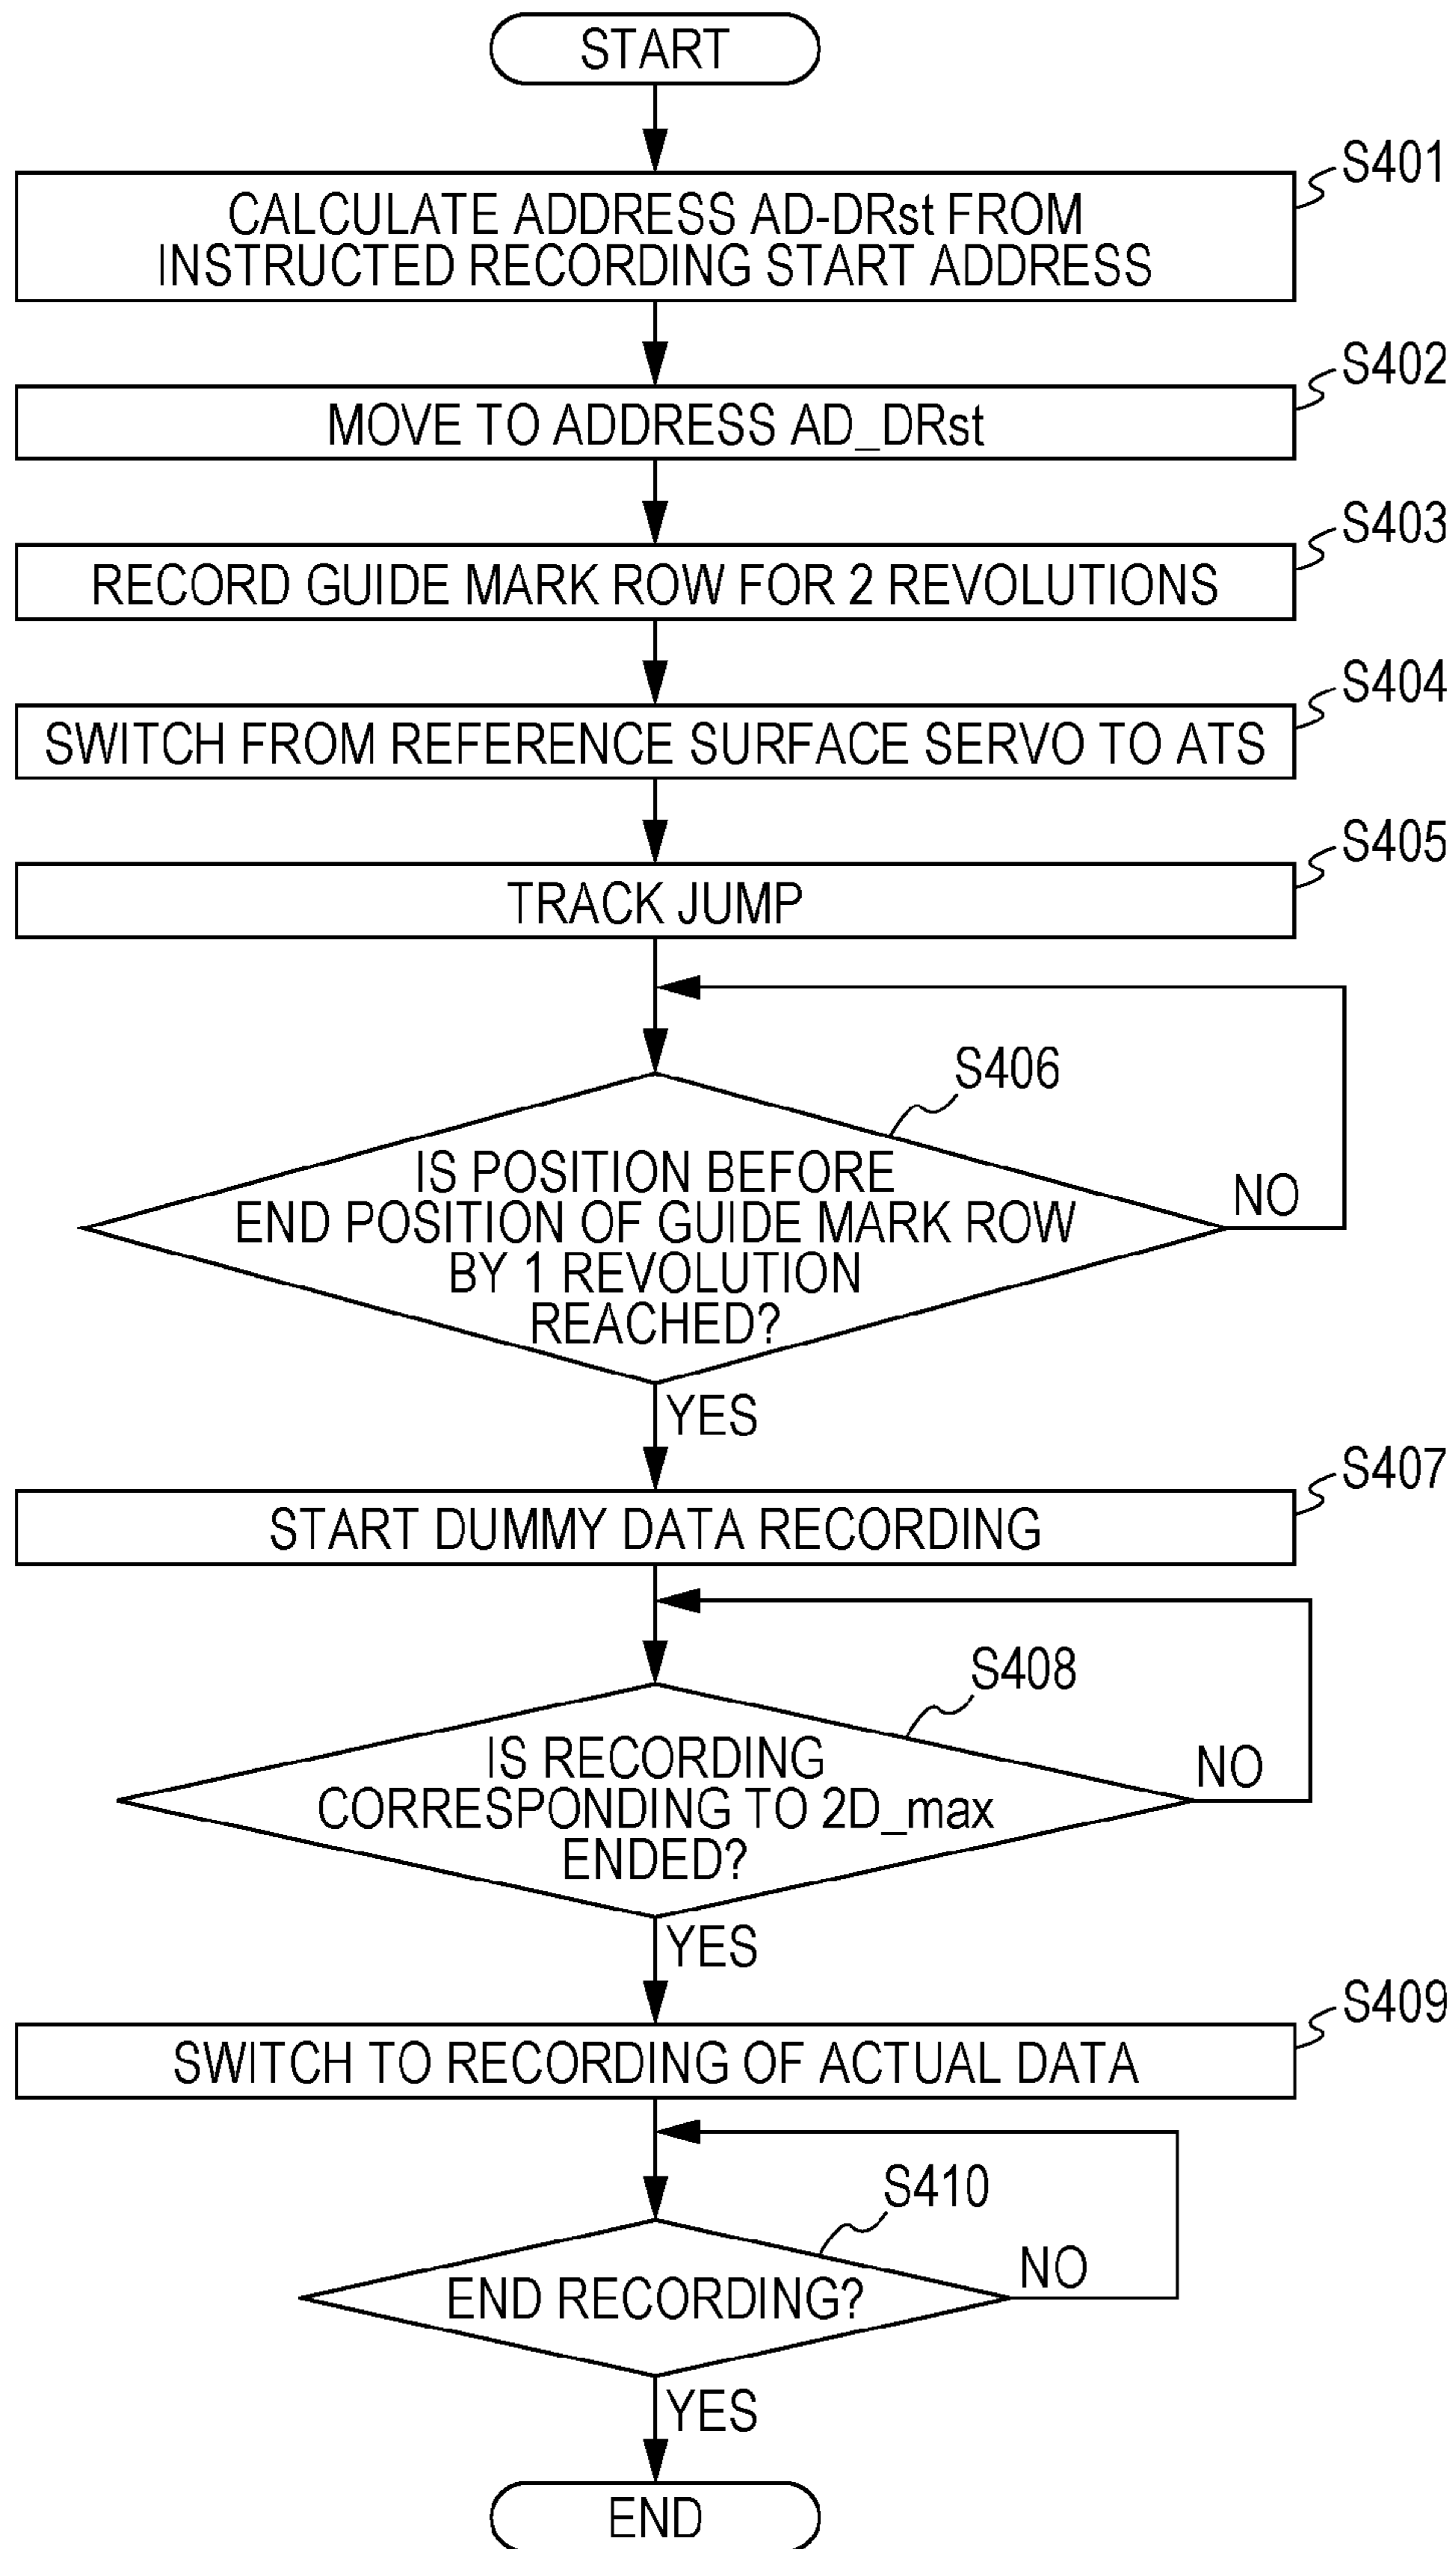 START
S401
CALCULATE ADDRESS AD-DRst FROM
INSTRUCTED RECORDING START ADDRESS
S402
MOVE TO ADDRESS AD_DRst
S403
RECORD GUIDE MARK ROW FOR 2 REVOLUTIONS
S404
SWITCH FROM REFERENCE SURFACE SERVO TO ATS
S405
TRACK JUMP
S406
IS POSITION BEFORE
END POSITION OF GUIDE MARK ROW
BY 1 REVOLUTION
REACHED?
NO
YES
S407
START DUMMY DATA RECORDING
S408
IS RECORDING
CORRESPONDING TO 2D_max
ENDED?
NO
YES
S409
SWITCH TO RECORDING OF ACTUAL DATA
S410
END RECORDING?
NO
YES
END